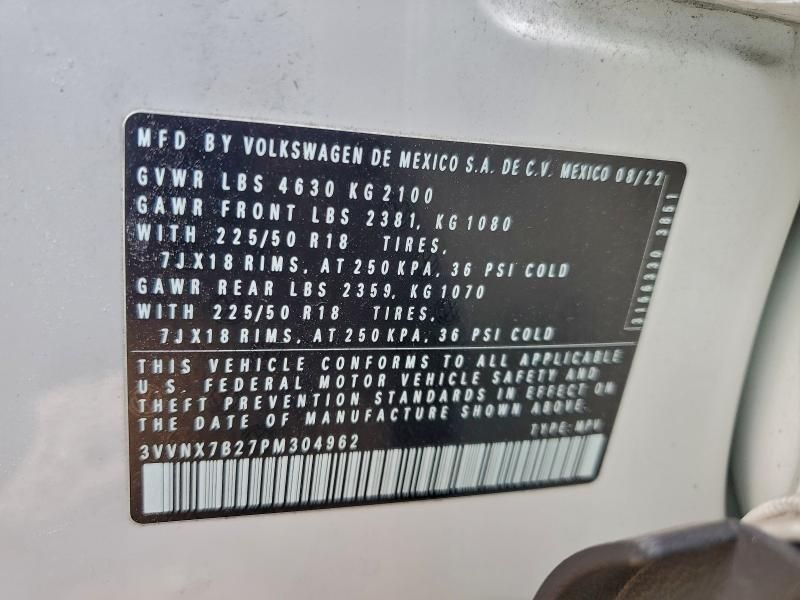 MFD BY VOLKSWAGEN DE MEXICO S.A. DE C.V. MEXICO 08/22
GVWR LBS 4630 KG 2100
GAWR FRONT LBS 2381, KG 1080
WITH 225/50 R18 TIRES,
7JX18 RIMS, AT 250 KPA, 36 PSI COLD
GAWR REAR LBS 2359, KG 1070
WITH 225/50 R18 TIRES,
7JX18 RIMS, AT 250 KPA, 36 PSI COLD
THIS VEHICLE CONFORMS TO ALL APPLICABLE
U.S. FEDERAL MOTOR VEHICLE SAFETY AND
THEFT PREVENTION STANDARDS IN EFFECT ON
THE DATE OF MANUFACTURE SHOWN ABOVE.
3VVNX7B27PM304962
TYPE: MPV